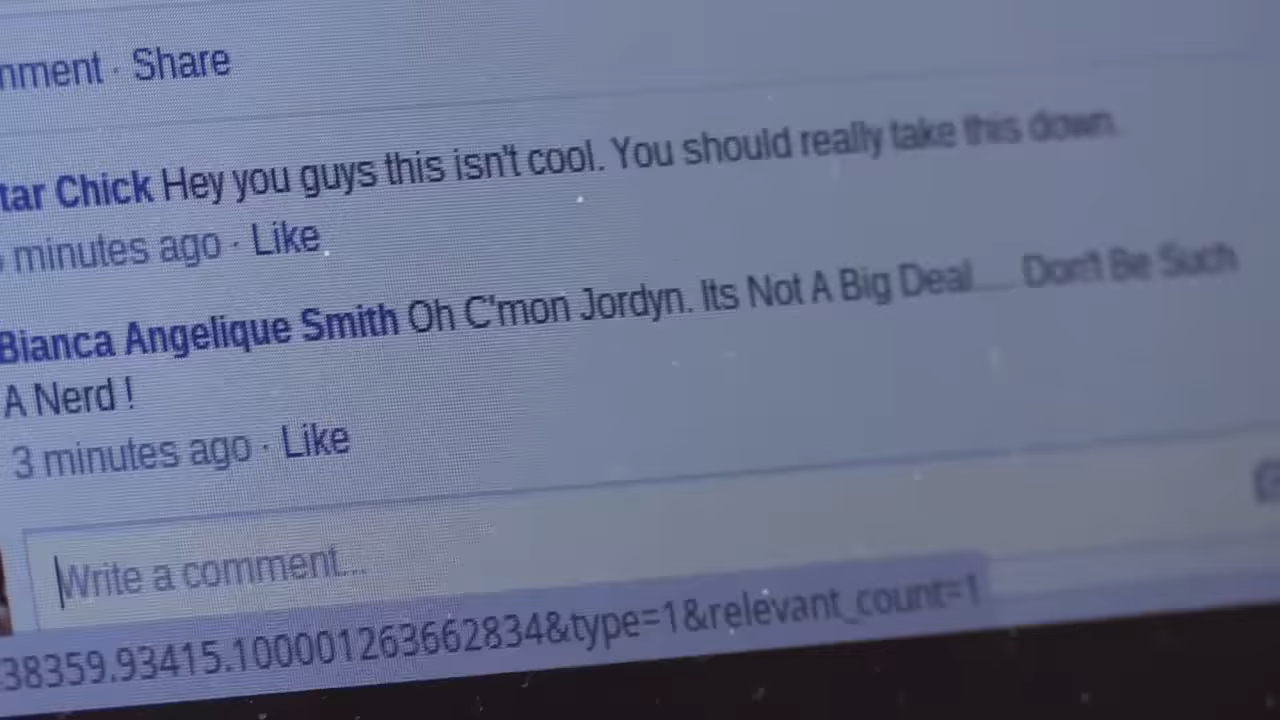 mment · Share
tar Chick Hey you guys this isn't cool. You should really take this down.
minutes ago · Like
Bianca Angelique Smith Oh C'mon Jordyn. Its Not A Big Deal.... Don't Be Such
A Nerd !
3 minutes ago · Like
Write a comment...
38359.93415.100001263662834&type=1&relevant_count=1